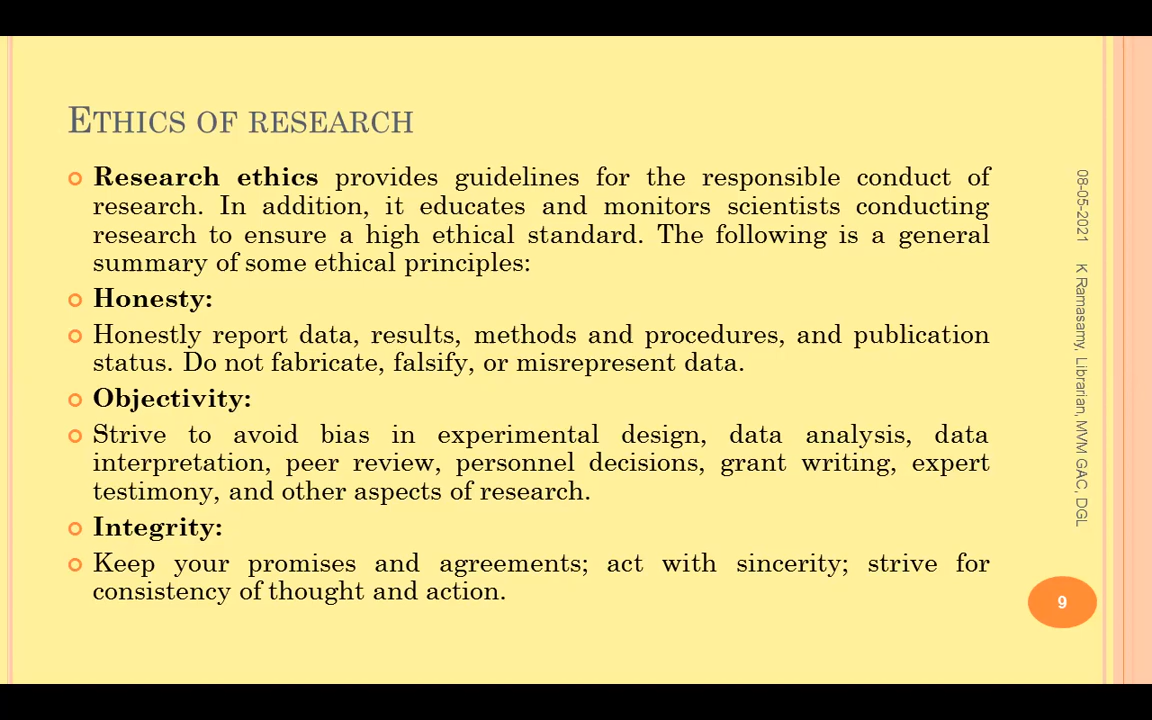 ETHICS OF RESEARCH
Research ethics provides guidelines for the responsible conduct of
research. In addition, it educates and monitors scientists conducting
research to ensure a high ethical standard. The following is a general
summary of some ethical principles:
Honesty:
Honestly report data, results, methods and procedures, and publication
status. Do not fabricate, falsify, or misrepresent data.
Objectivity:
Strive to avoid bias in experimental design, data analysis, data
interpretation, peer review, personnel decisions, grant writing, expert
testimony, and other aspects of research.
Integrity:
Keep your promises and agreements; act with sincerity; strive for
consistency of thought and action.
08-05-2021 K Ramasamy, Librarian, MVM GAC, DGL
9